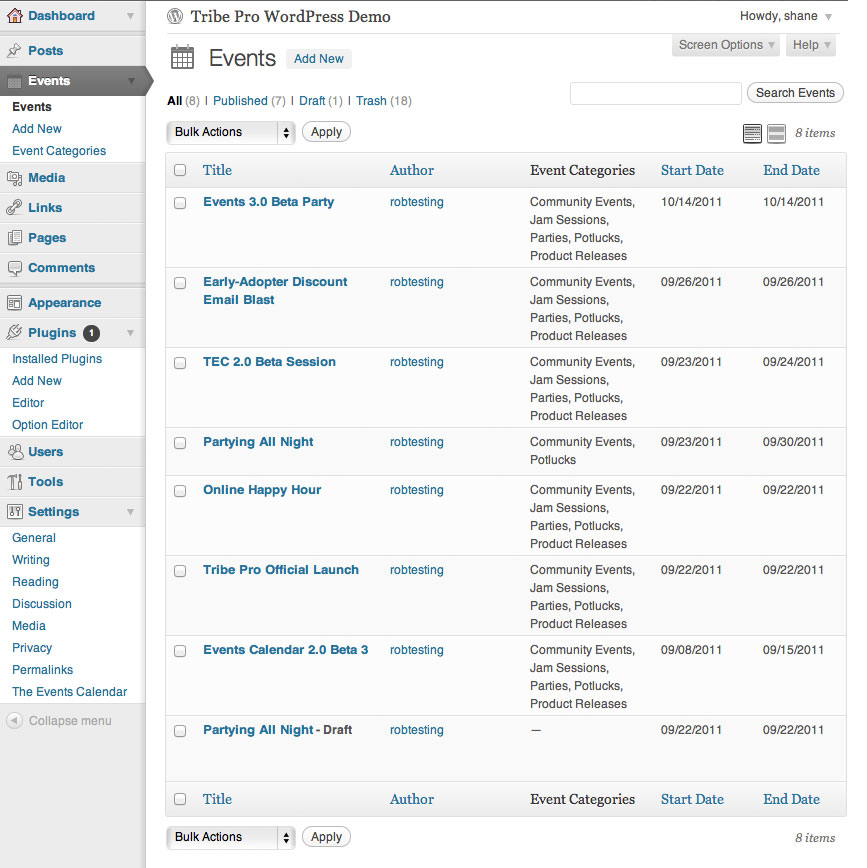 Dashboard
Posts
Events
Events
Add New
Event Categories
Media
Links
Pages
Comments
Appearance
Plugins 1
Installed Plugins
Add New
Editor
Option Editor
Users
Tools
Settings
General
Writing
Reading
Discussion
Media
Privacy
Permalinks
The Events Calendar
Collapse menu
Tribe Pro WordPress Demo
Howdy, shane
Screen Options
Help
Events Add New
All (8) | Published (7) | Draft (1) | Trash (18)
Search Events
Bulk Actions Apply
8 items
Title Author Event Categories Start Date End Date
Events 3.0 Beta Party robtesting Community Events, 10/14/2011 10/14/2011
Jam Sessions,
Parties, Potlucks,
Product Releases
Early-Adopter Discount robtesting Community Events, 09/26/2011 09/26/2011
Email Blast Jam Sessions,
Parties, Potlucks,
Product Releases
TEC 2.0 Beta Session robtesting Community Events, 09/23/2011 09/24/2011
Jam Sessions,
Parties, Potlucks,
Product Releases
Partying All Night robtesting Community Events, 09/23/2011 09/30/2011
Potlucks
Online Happy Hour robtesting Community Events, 09/22/2011 09/22/2011
Jam Sessions,
Parties, Potlucks,
Product Releases
Tribe Pro Official Launch robtesting Community Events, 09/22/2011 09/22/2011
Jam Sessions,
Parties, Potlucks,
Product Releases
Events Calendar 2.0 Beta 3 robtesting Community Events, 09/08/2011 09/15/2011
Jam Sessions,
Parties, Potlucks,
Product Releases
Partying All Night - Draft robtesting — 09/22/2011 09/22/2011
Title Author Event Categories Start Date End Date
Bulk Actions Apply
8 items